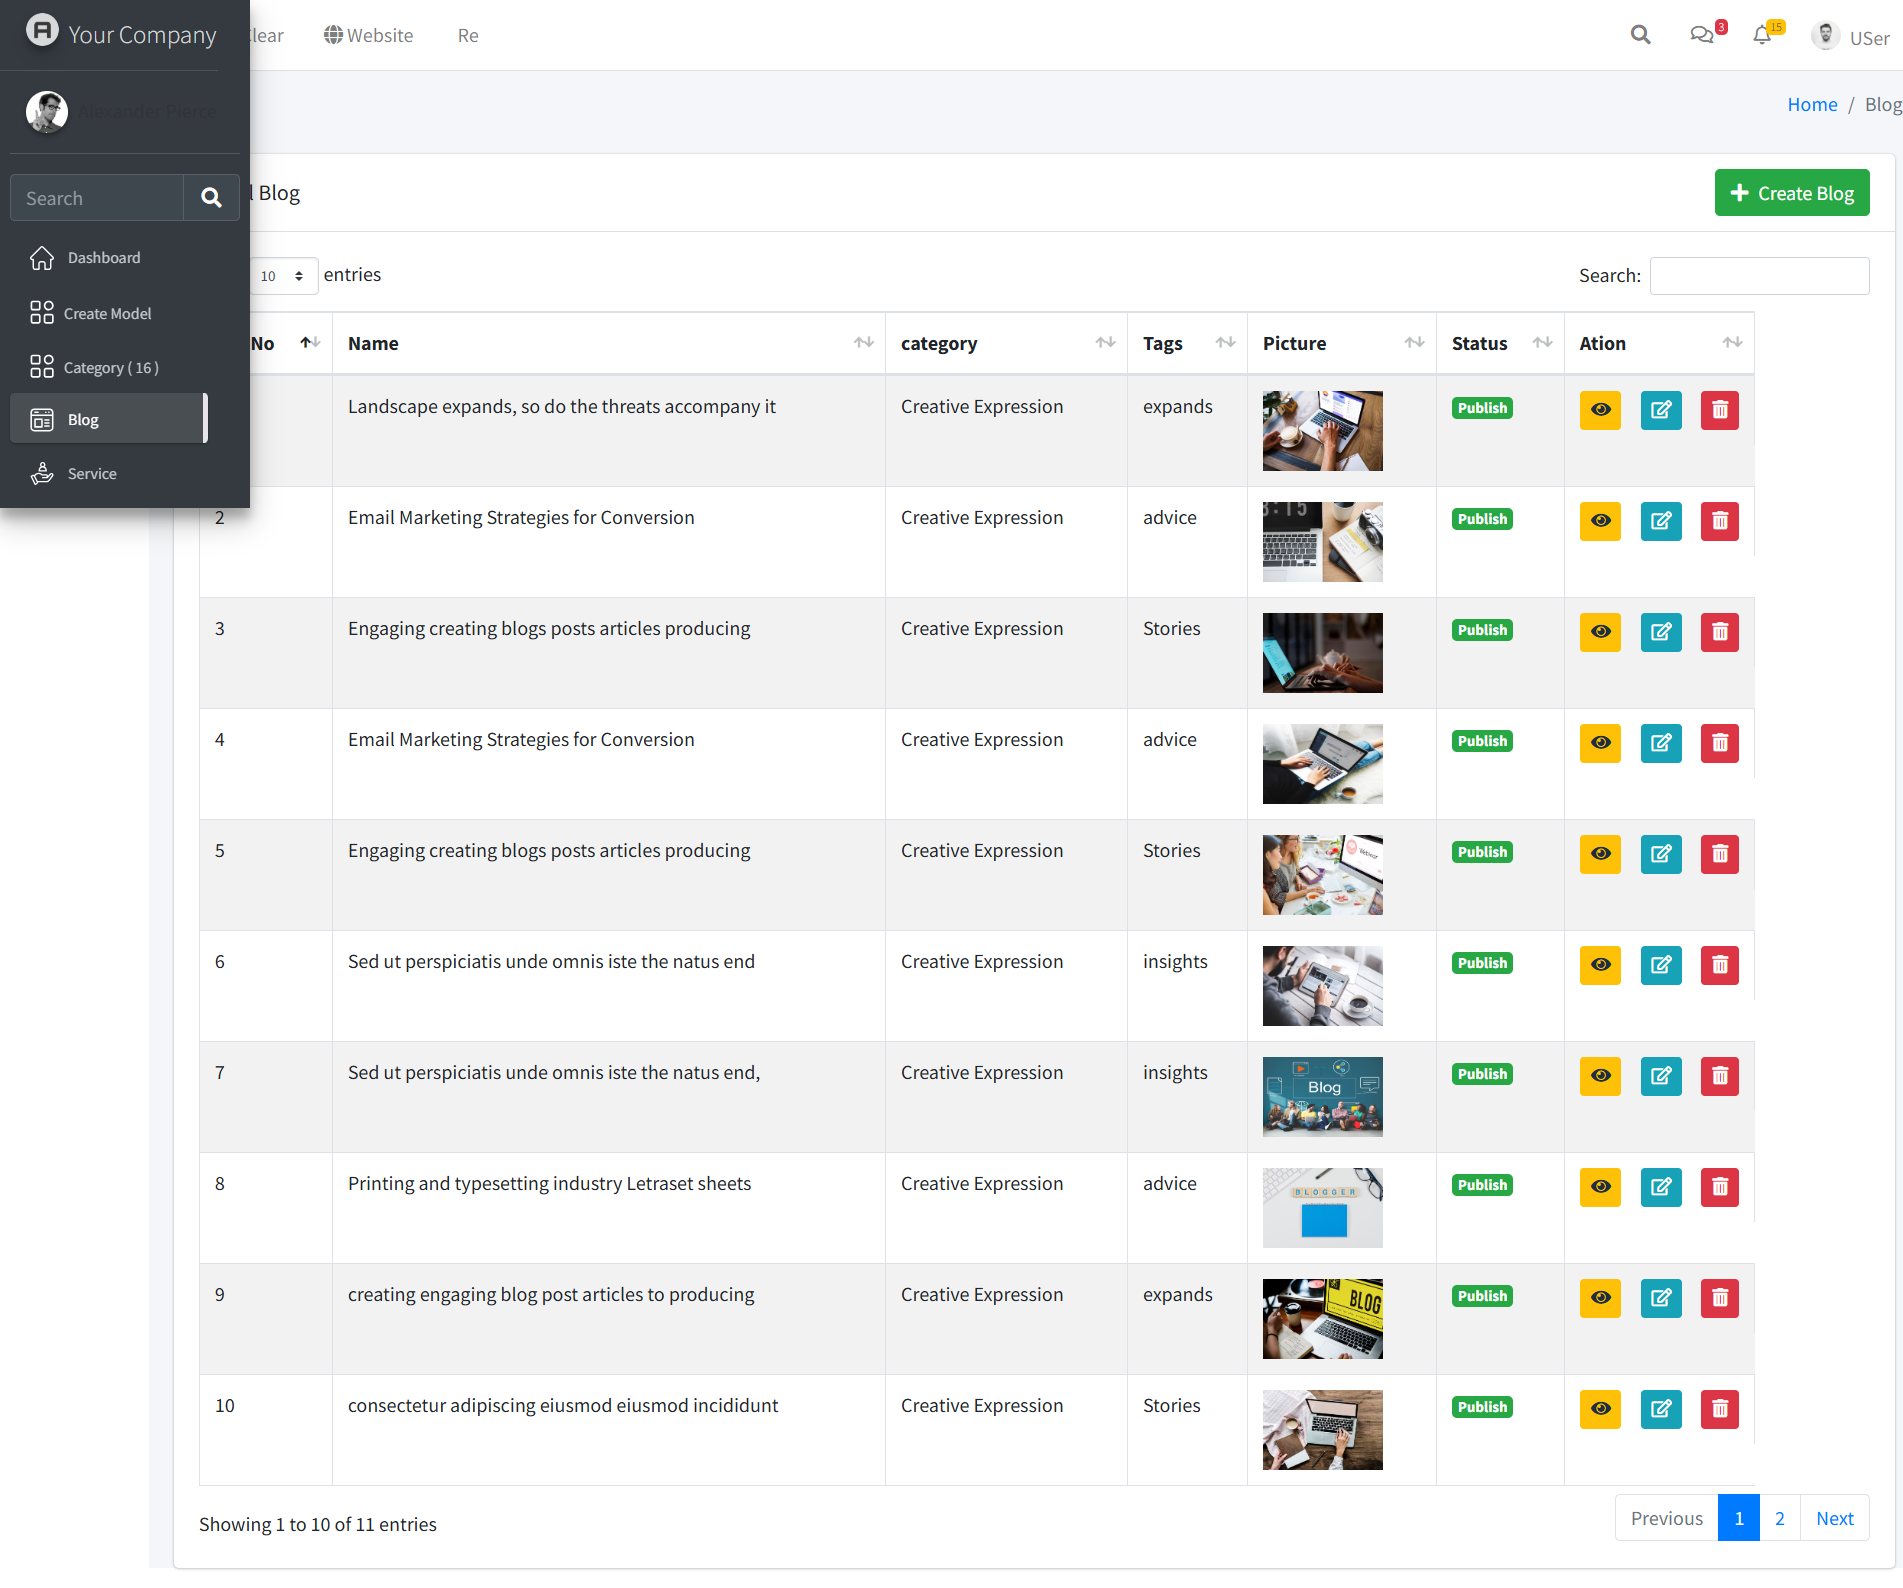 Your Company
lear
Website
Re
3
15
USer
Alexander Pierce
Home / Blog
Search
l Blog
Create Blog
Dashboard
10
entries
Search:
Create Model
No
Name
category
Tags
Picture
Status
Ation
Category ( 16 )
Landscape expands, so do the threats accompany it
Creative Expression
expands
Publish
Blog
Service
2
Email Marketing Strategies for Conversion
Creative Expression
advice
Publish
3
Engaging creating blogs posts articles producing
Creative Expression
Stories
Publish
4
Email Marketing Strategies for Conversion
Creative Expression
advice
Publish
5
Engaging creating blogs posts articles producing
Creative Expression
Stories
Publish
6
Sed ut perspiciatis unde omnis iste the natus end
Creative Expression
insights
Publish
7
Sed ut perspiciatis unde omnis iste the natus end,
Creative Expression
insights
Blog
Publish
8
Printing and typesetting industry Letraset sheets
Creative Expression
advice
BLOGGER
Publish
9
creating engaging blog post articles to producing
Creative Expression
expands
BLOG
Publish
10
consectetur adipiscing eiusmod eiusmod incididunt
Creative Expression
Stories
Publish
Showing 1 to 10 of 11 entries
Previous
1
2
Next